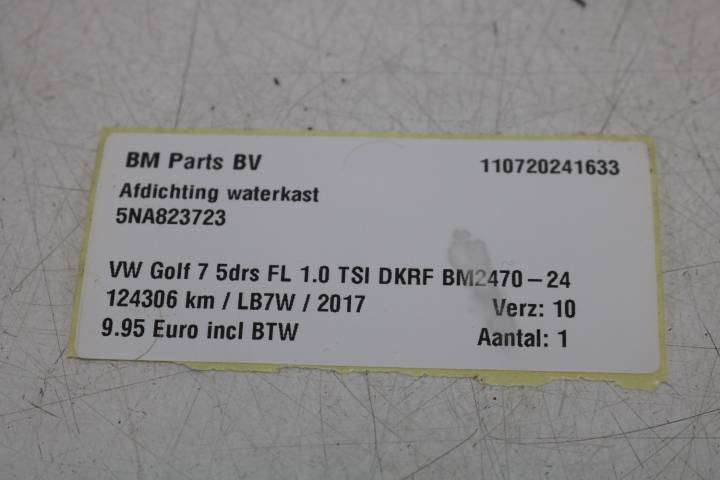 BM Parts BV 110720241633
Afdichting waterkast
5NA823723
VW Golf 7 5drs FL 1.0 TSI DKRF BM2470-24
124306 km / LB7W / 2017 Verz: 10
9.95 Euro incl BTW Aantal: 1